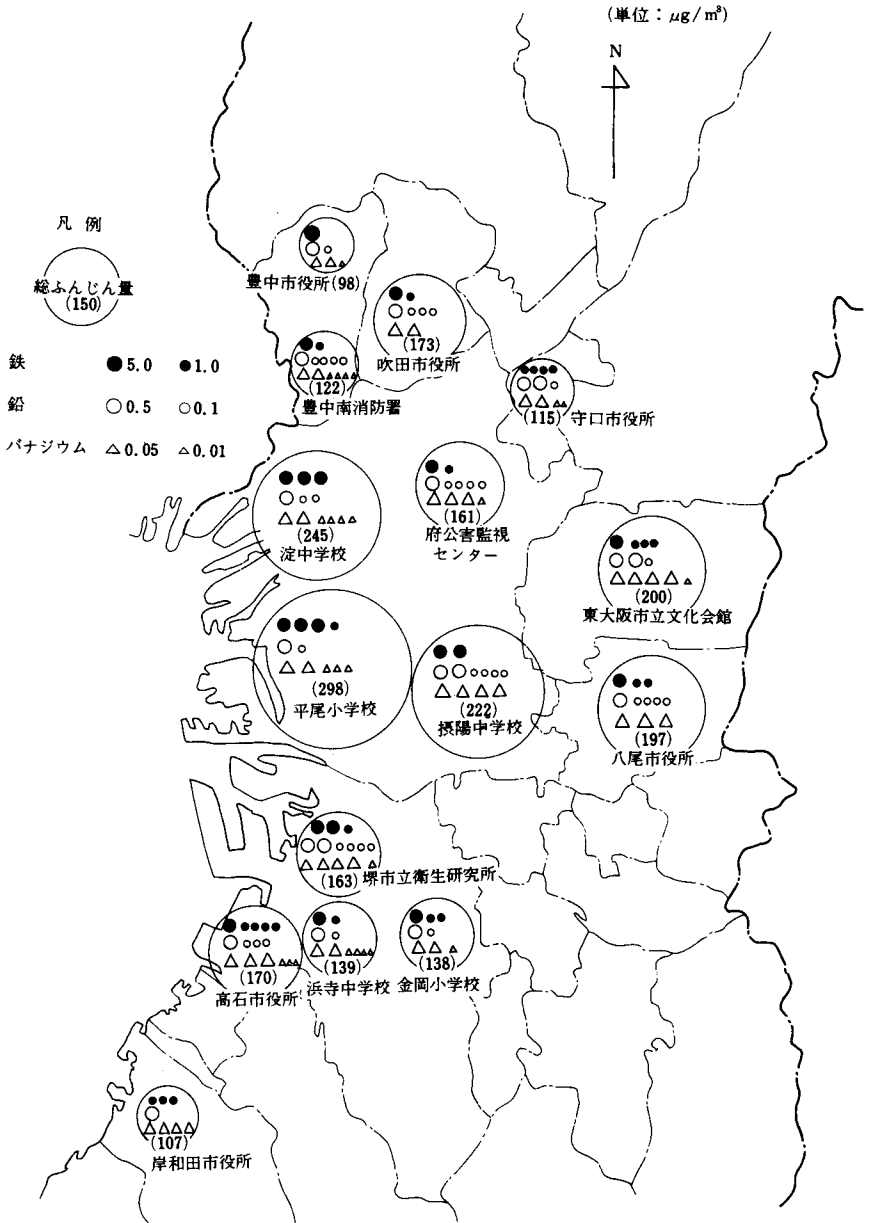 (単位：μg/m³)
N
凡例
総ふんじん量
(150)
鉄 ●5.0 ●1.0
鉛 ○0.5 ○0.1
バナジウム △0.05 △0.01
豊中市役所(98)
(173)
吹田市役所
(122)
豊中南消防署
(115) 守口市役所
(245)
淀中学校
(161)
府公害監視
センター
(200)
東大阪市立文化会館
(298)
平尾小学校
(222)
摂陽中学校
(197)
八尾市役所
(163) 堺市立衛生研究所
(170)
高石市役所
(139)
浜寺中学校
(138)
金岡小学校
(107)
岸和田市役所